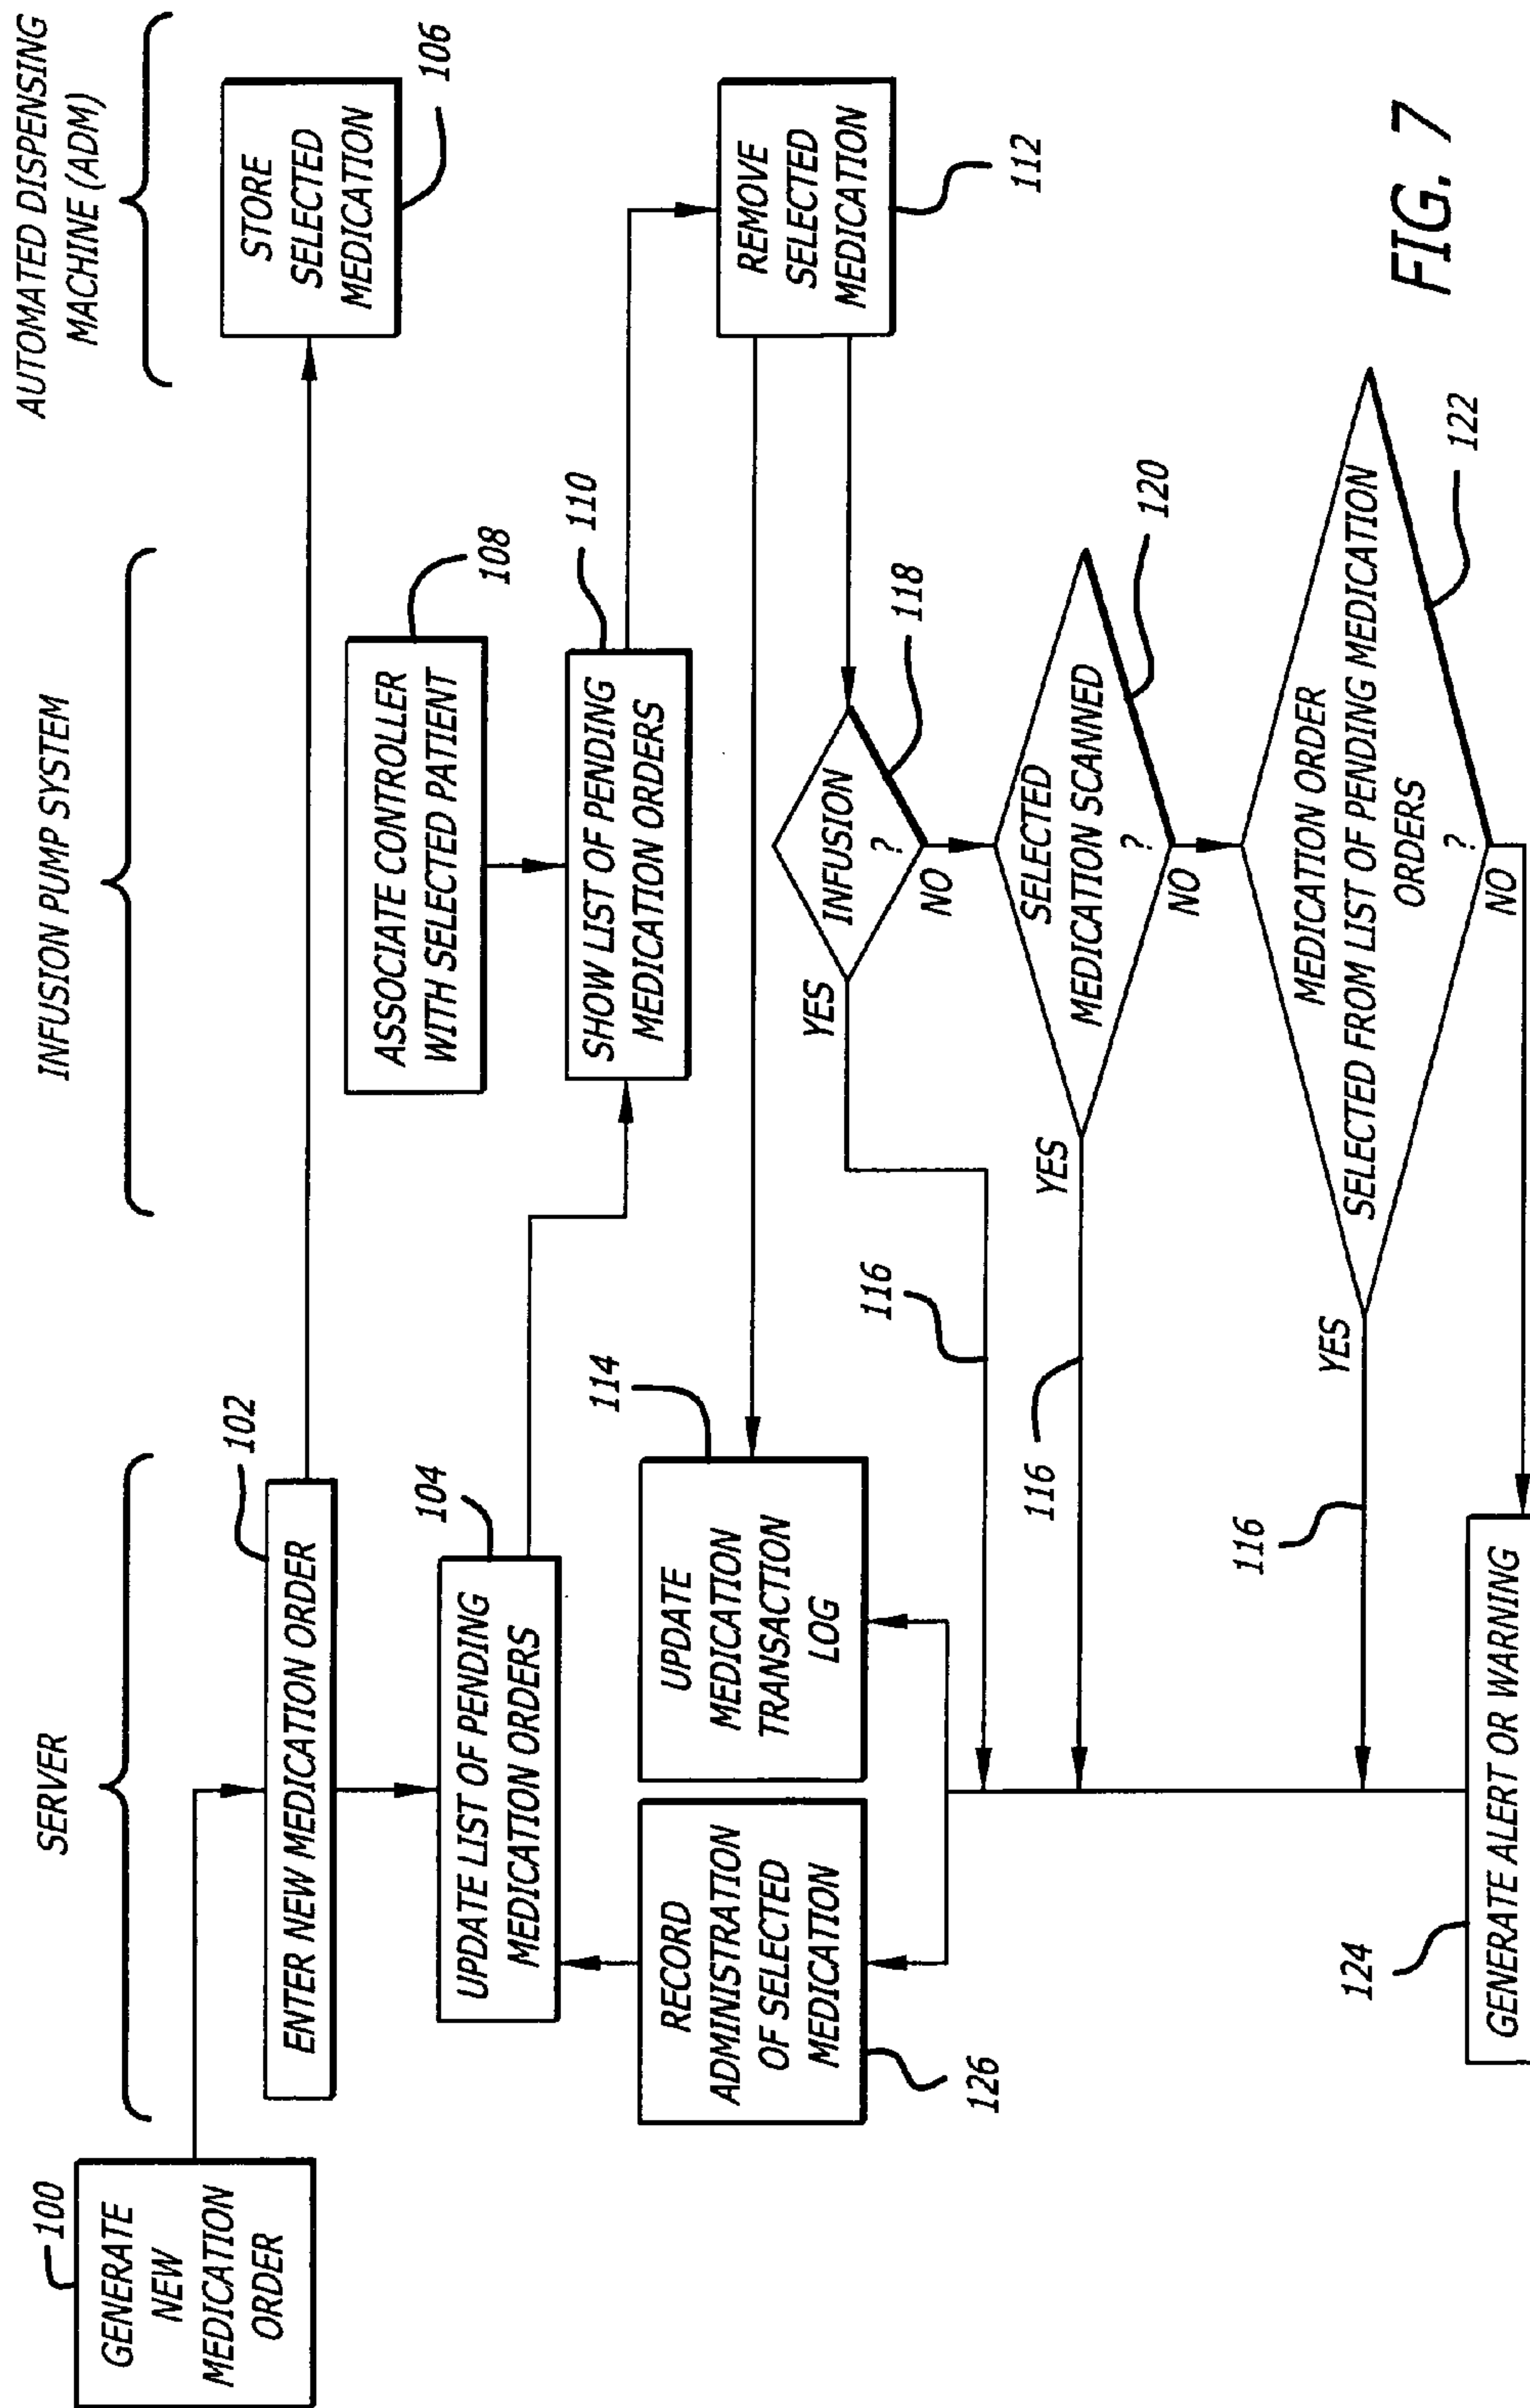 SERVER
INFUSION PUMP SYSTEM
AUTOMATED DISPENSING
MACHINE (ADM)
100
GENERATE
NEW
MEDICATION
ORDER
102
ENTER NEW MEDICATION ORDER
STORE
SELECTED
MEDICATION
106
108
ASSOCIATE CONTROLLER
WITH SELECTED PATIENT
104
UPDATE LIST OF PENDING
MEDICATION ORDERS
110
SHOW LIST OF PENDING
MEDICATION ORDERS
REMOVE
SELECTED
MEDICATION
112
RECORD
ADMINISTRATION
OF SELECTED
MEDICATION
126
114
UPDATE
MEDICATION
TRANSACTION
LOG
INFUSION
?
118
YES
NO
116
SELECTED
MEDICATION SCANNED
?
120
YES
NO
116
MEDICATION ORDER
SELECTED FROM LIST OF PENDING MEDICATION
ORDERS
?
122
YES
NO
116
124
GENERATE ALERT OR WARNING
FIG. 7